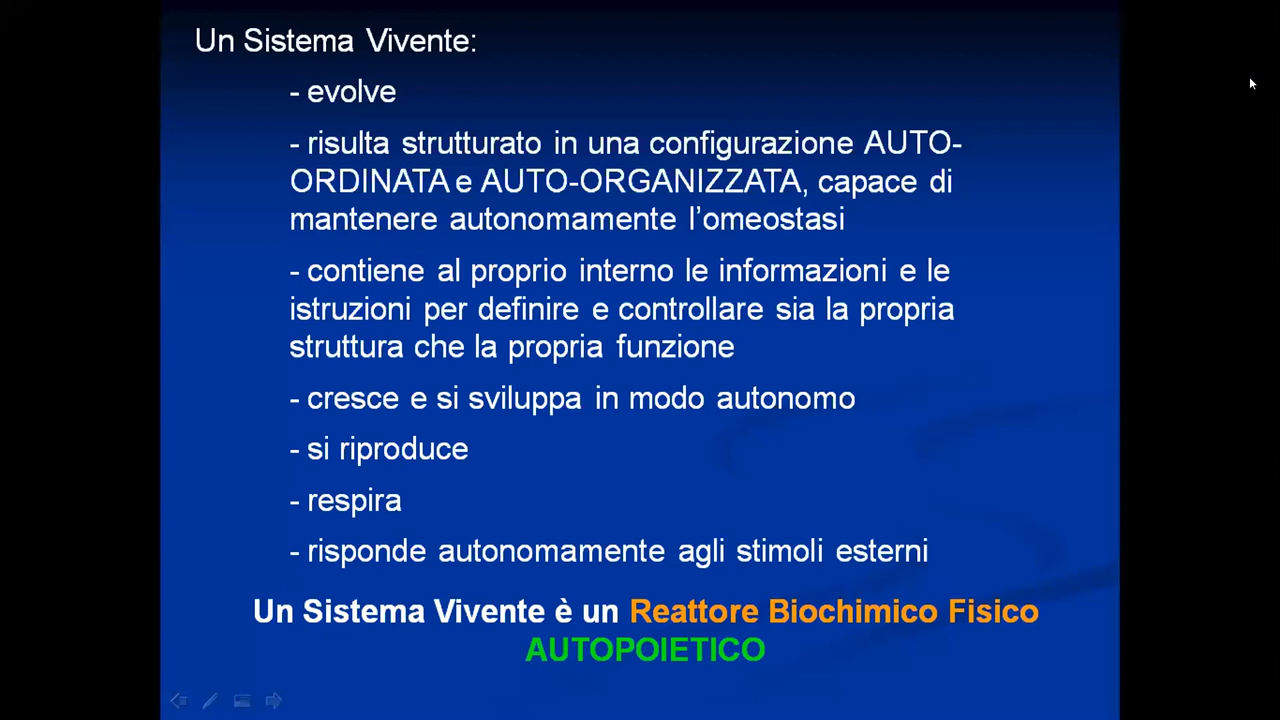 Un Sistema Vivente:
- evolve
- risulta strutturato in una configurazione AUTO-
ORDINATA e AUTO-ORGANIZZATA, capace di
mantenere autonomamente l’omeostasi
- contiene al proprio interno le informazioni e le
istruzioni per definire e controllare sia la propria
struttura che la propria funzione
- cresce e si sviluppa in modo autonomo
- si riproduce
- respira
- risponde autonomamente agli stimoli esterni
Un Sistema Vivente è un Reattore Biochimico Fisico
AUTOPOIETICO